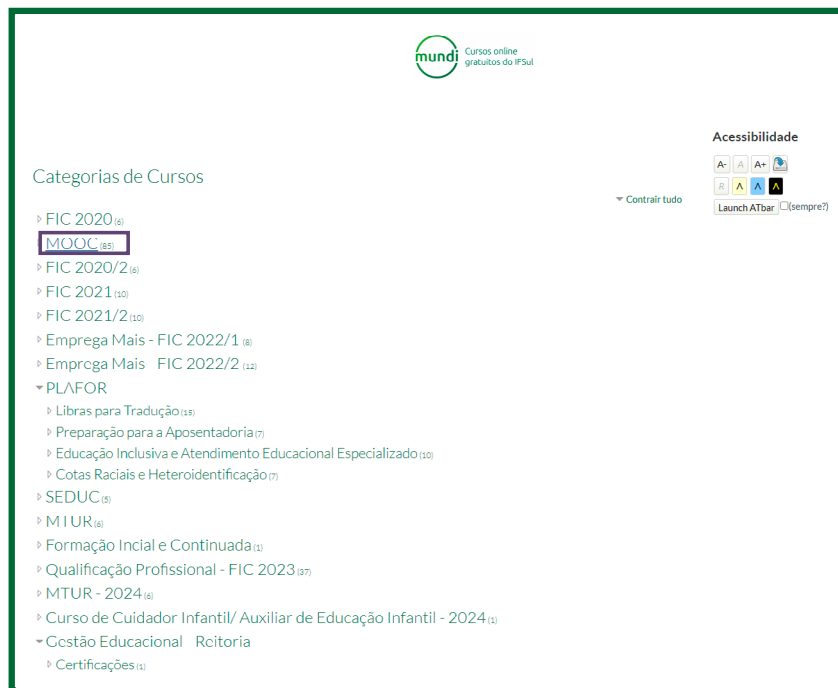 mundi Cursos online
gratuitos do IFSul
Acessibilidade
A- A A+
R A A A
Launch ATbar (sempre?)
Categorias de Cursos
Contrair tudo
FIC 2020 (6)
MOOC (85)
FIC 2020/2 (6)
FIC 2021 (10)
FIC 2021/2 (10)
Emprega Mais - FIC 2022/1 (8)
Emprega Mais FIC 2022/2 (12)
PLAFOR
Libras para Tradução (15)
Preparação para a Aposentadoria (7)
Educação Inclusiva e Atendimento Educacional Especializado (10)
Cotas Raciais e Heteroidentificação (7)
SEDUC (5)
MTUR (6)
Formação Incial e Continuada (1)
Qualificação Profissional - FIC 2023 (37)
MTUR - 2024 (6)
Curso de Cuidador Infantil/ Auxiliar de Educação Infantil - 2024 (1)
Gestão Educacional Reitoria
Certificações (1)